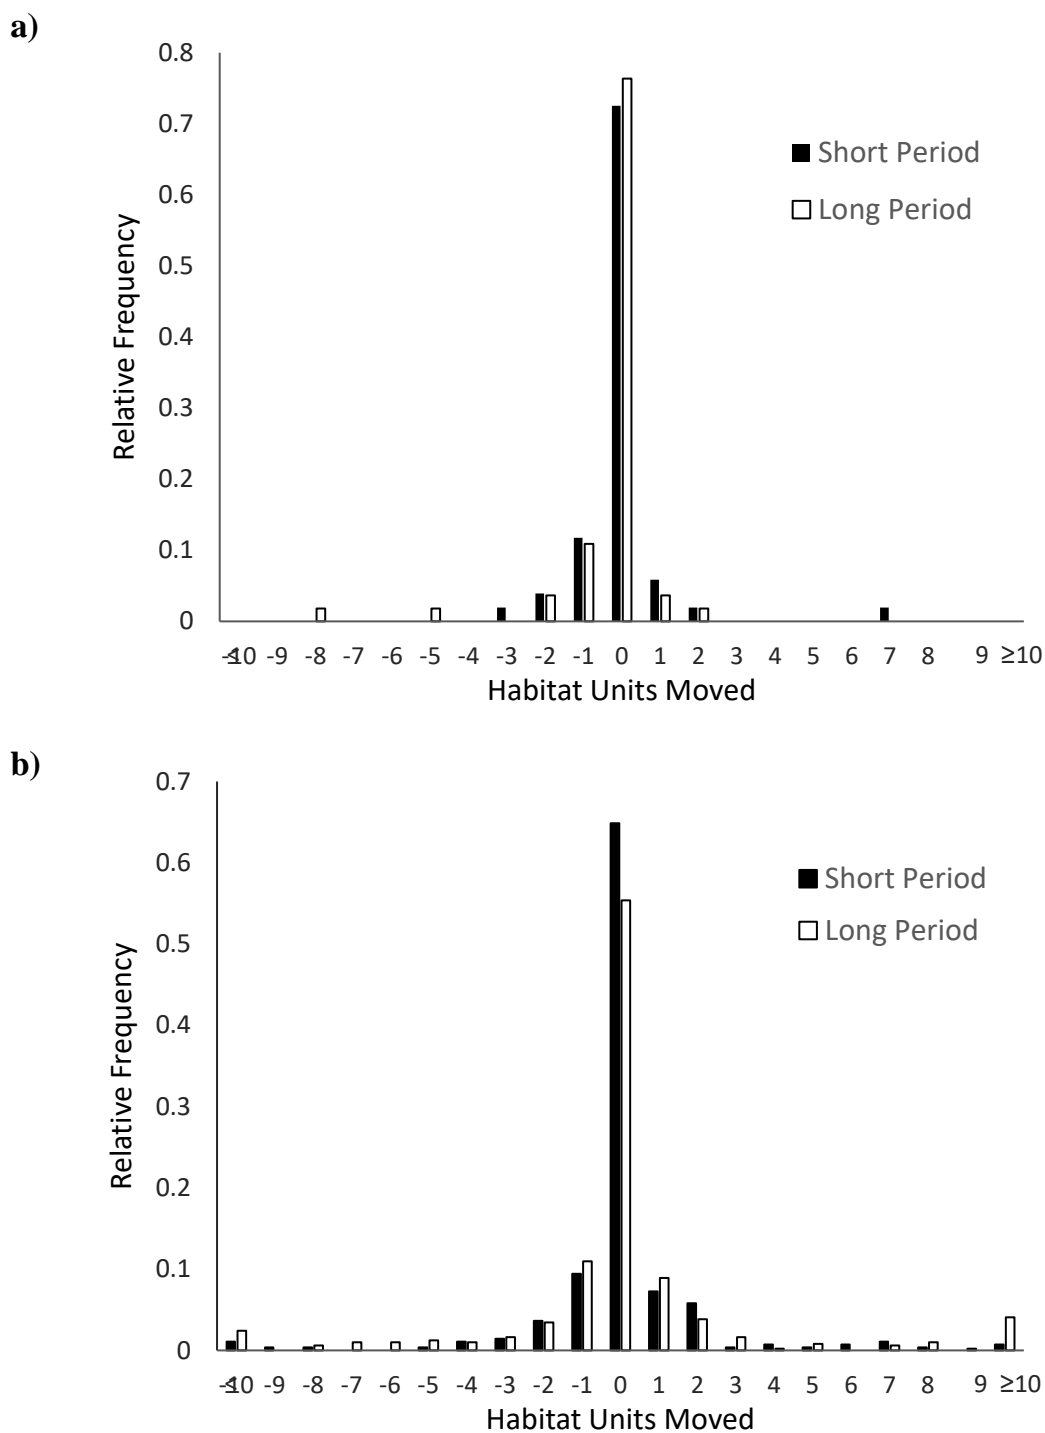 a)
0.8
0.7
0.6
0.5
0.4
0.3
0.2
0.1
0
Relative Frequency
Short Period
Long Period
≤-10 -9 -8 -7 -6 -5 -4 -3 -2 -1 0 1 2 3 4 5 6 7 8 9 ≥10
Habitat Units Moved
b)
0.7
0.6
0.5
0.4
0.3
0.2
0.1
0
Relative Frequency
Short Period
Long Period
≤-10 -9 -8 -7 -6 -5 -4 -3 -2 -1 0 1 2 3 4 5 6 7 8 9 ≥10
Habitat Units Moved